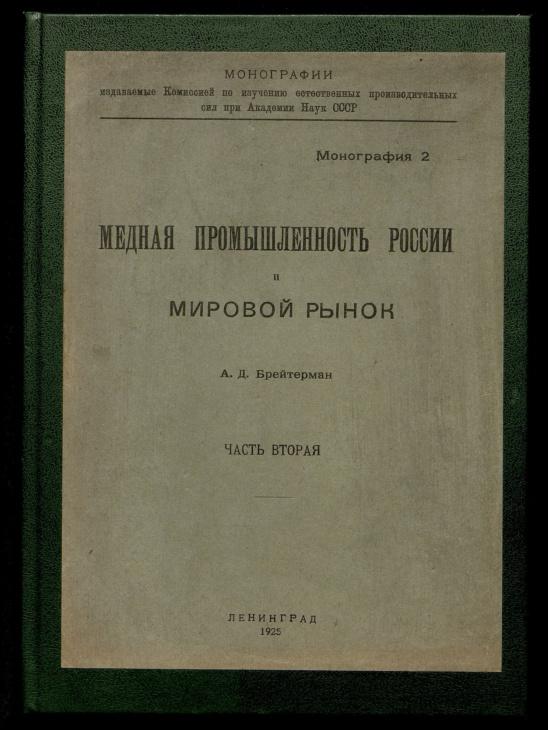 МОНОГРАФИИ
издаваемые Комиссией по изучению естественных производительных
сил при Академии Наук СССР
Монография 2
МЕДНАЯ ПРОМЫШЛЕННОСТЬ РОССИИ
и
МИРОВОЙ РЫНОК
А. Д. Брейтерман
ЧАСТЬ ВТОРАЯ
ЛЕНИНГРАД
1925